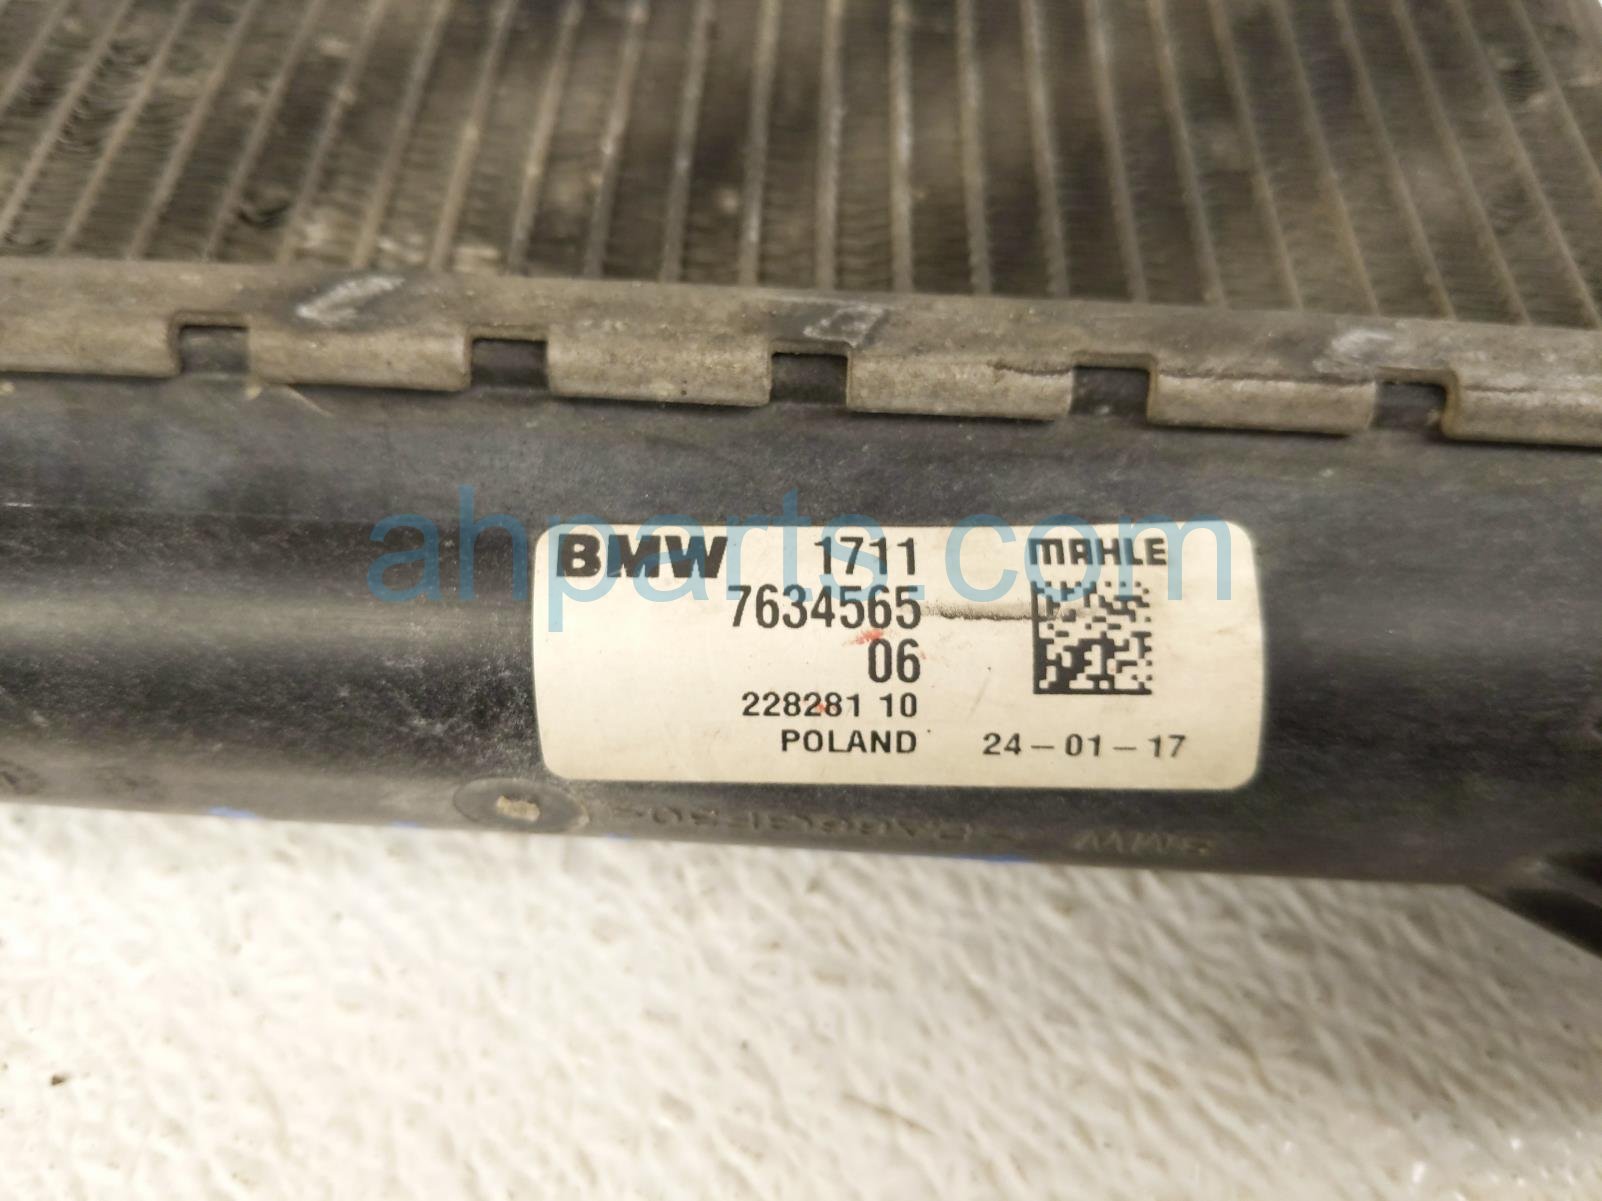 ahparts.com
BMW 1711 MAHLE
7634565
06
228281 10
POLAND 24-01-17